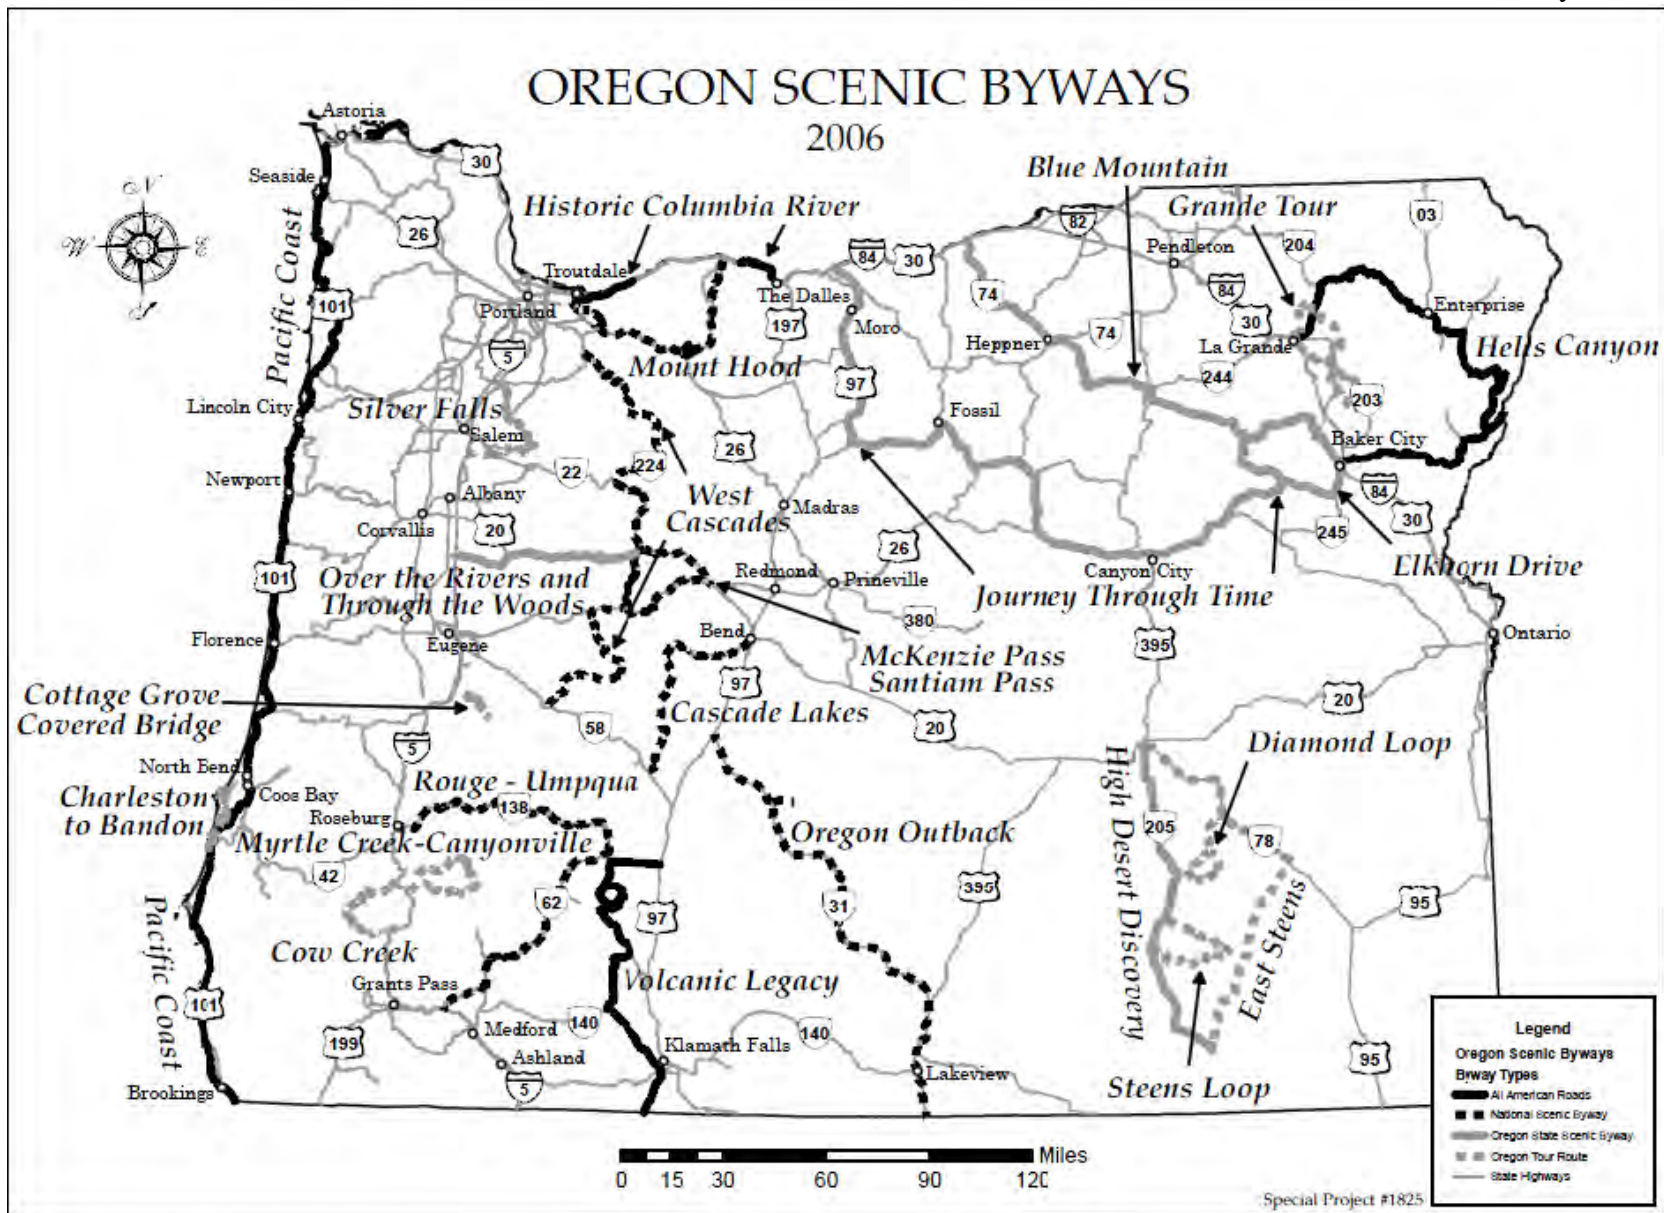 OREGON SCENIC BYWAYS
2006
Astoria
30
Seaside
Blue Mountain
Historic Columbia River
Grande Tour
03
82
N
W
E
S
26
Pacific Coast
204
Pendleton
84
30
Troutdale
Portland
The Dalles
74
84
Enterprise
101
197
Moro
30
Hells Canyon
5
Heppner
74
La Grande
Mount Hood
244
97
203
Lincoln City
Silver Falls
Fossil
Salem
Baker City
26
22
224
Newport
Albany
West
Cascades
Madras
84
30
Corvallis
20
245
26
101
Over the Rivers and
Through the Woods
Redmond
Prineville
Canyon City
Elkhorn Drive
Journey Through Time
380
Florence
Eugene
Bend
Ontario
395
McKenzie Pass
Santiam Pass
Cottage Grove
Covered Bridge
97
20
58
Cascade Lakes
20
5
Diamond Loop
North Bend
Rouge - Umpqua
High Desert Discovery
Charleston
to Bandon
Coos Bay
138
Roseburg
Oregon Outback
205
78
Myrtle Creek-Canyonville
42
395
62
31
95
97
Pacific Coast
Cow Creek
East Steens
Grants Pass
Volcanic Legacy
101
Medford
140
140
199
Klamath Falls
95
Ashland
5
Lakeview
Steens Loop
Brookings
Legend
Oregon Scenic Byways
Byway Types
All American Roads
National Scenic Byway
Oregon State Scenic Byway
Oregon Tour Route
State Highways
Miles
0 15 30 60 90 120
Special Project #1825